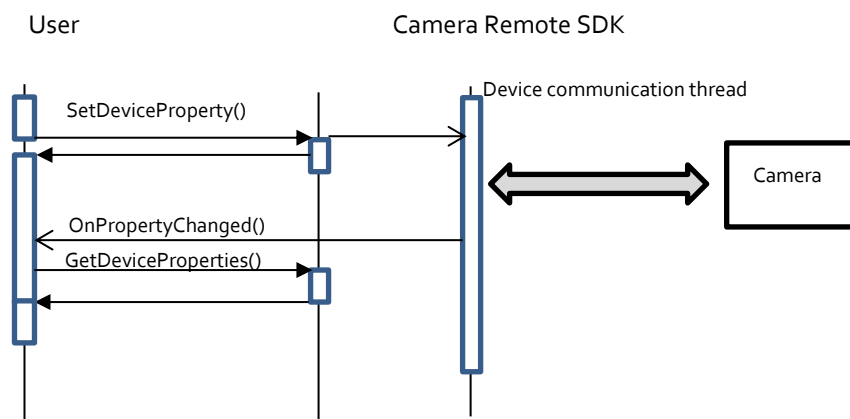 User
Camera Remote SDK
Device communication thread
SetDeviceProperty()
Camera
OnPropertyChanged()
GetDeviceProperties()